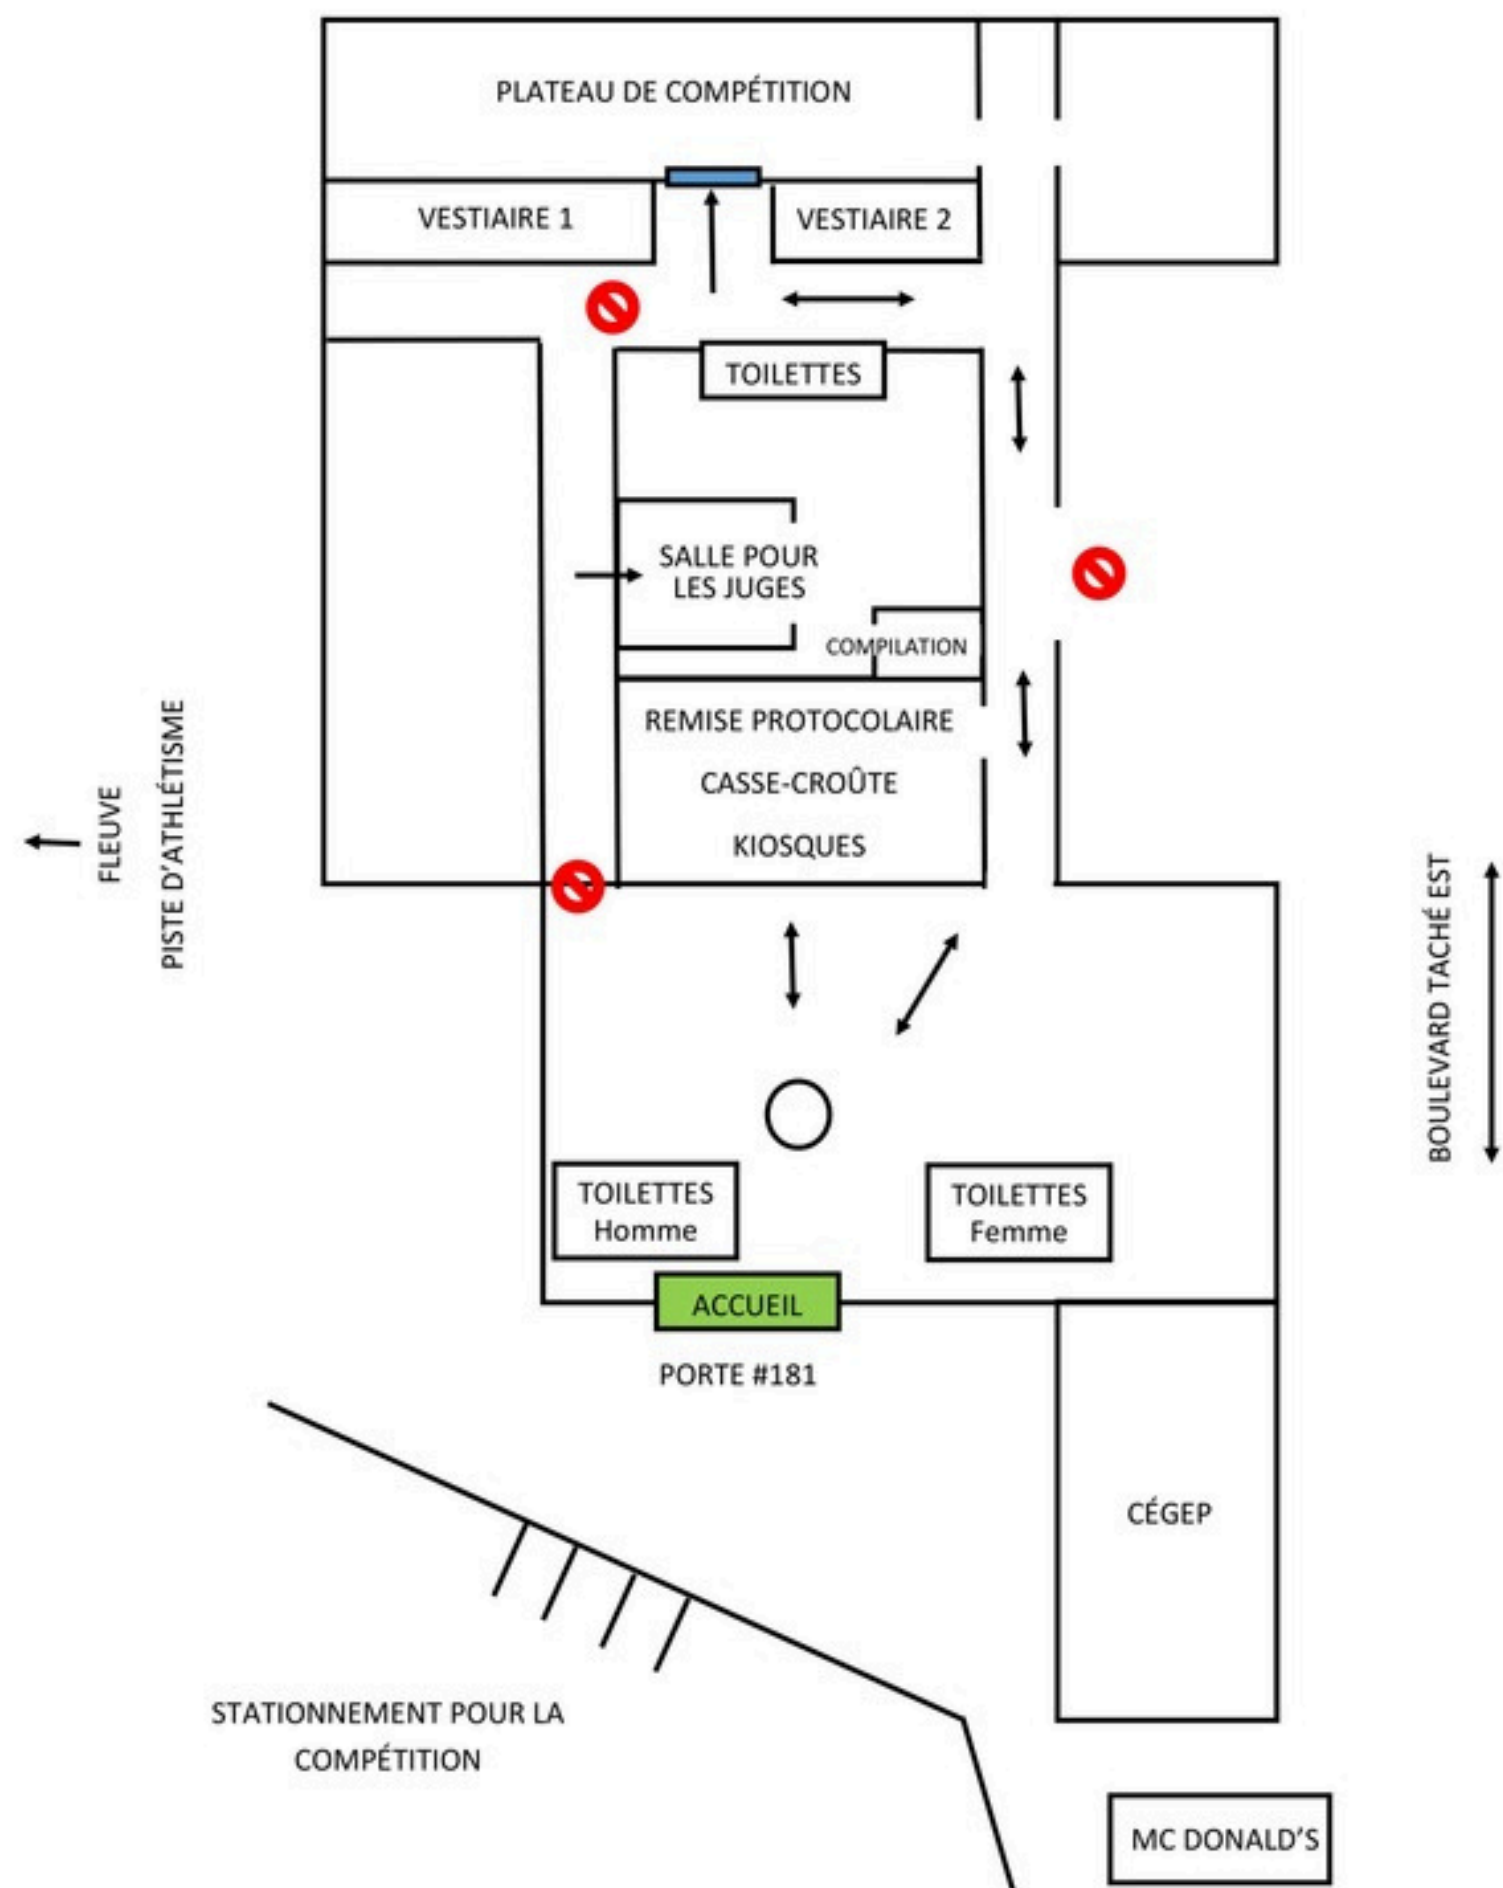 PLATEAU DE COMPÉTITION
VESTIAIRE 1
VESTIAIRE 2
TOILETTES
SALLE POUR
LES JUGES
COMPILATION
REMISE PROTOCOLAIRE
CASSE-CROÛTE
KIOSQUES
FLEUVE
PISTE D'ATHLÉTISME
BOULEVARD TACHÉ EST
TOILETTES
Homme
TOILETTES
Femme
ACCUEIL
PORTE #181
CÉGEP
STATIONNEMENT POUR LA
COMPÉTITION
MC DONALD'S